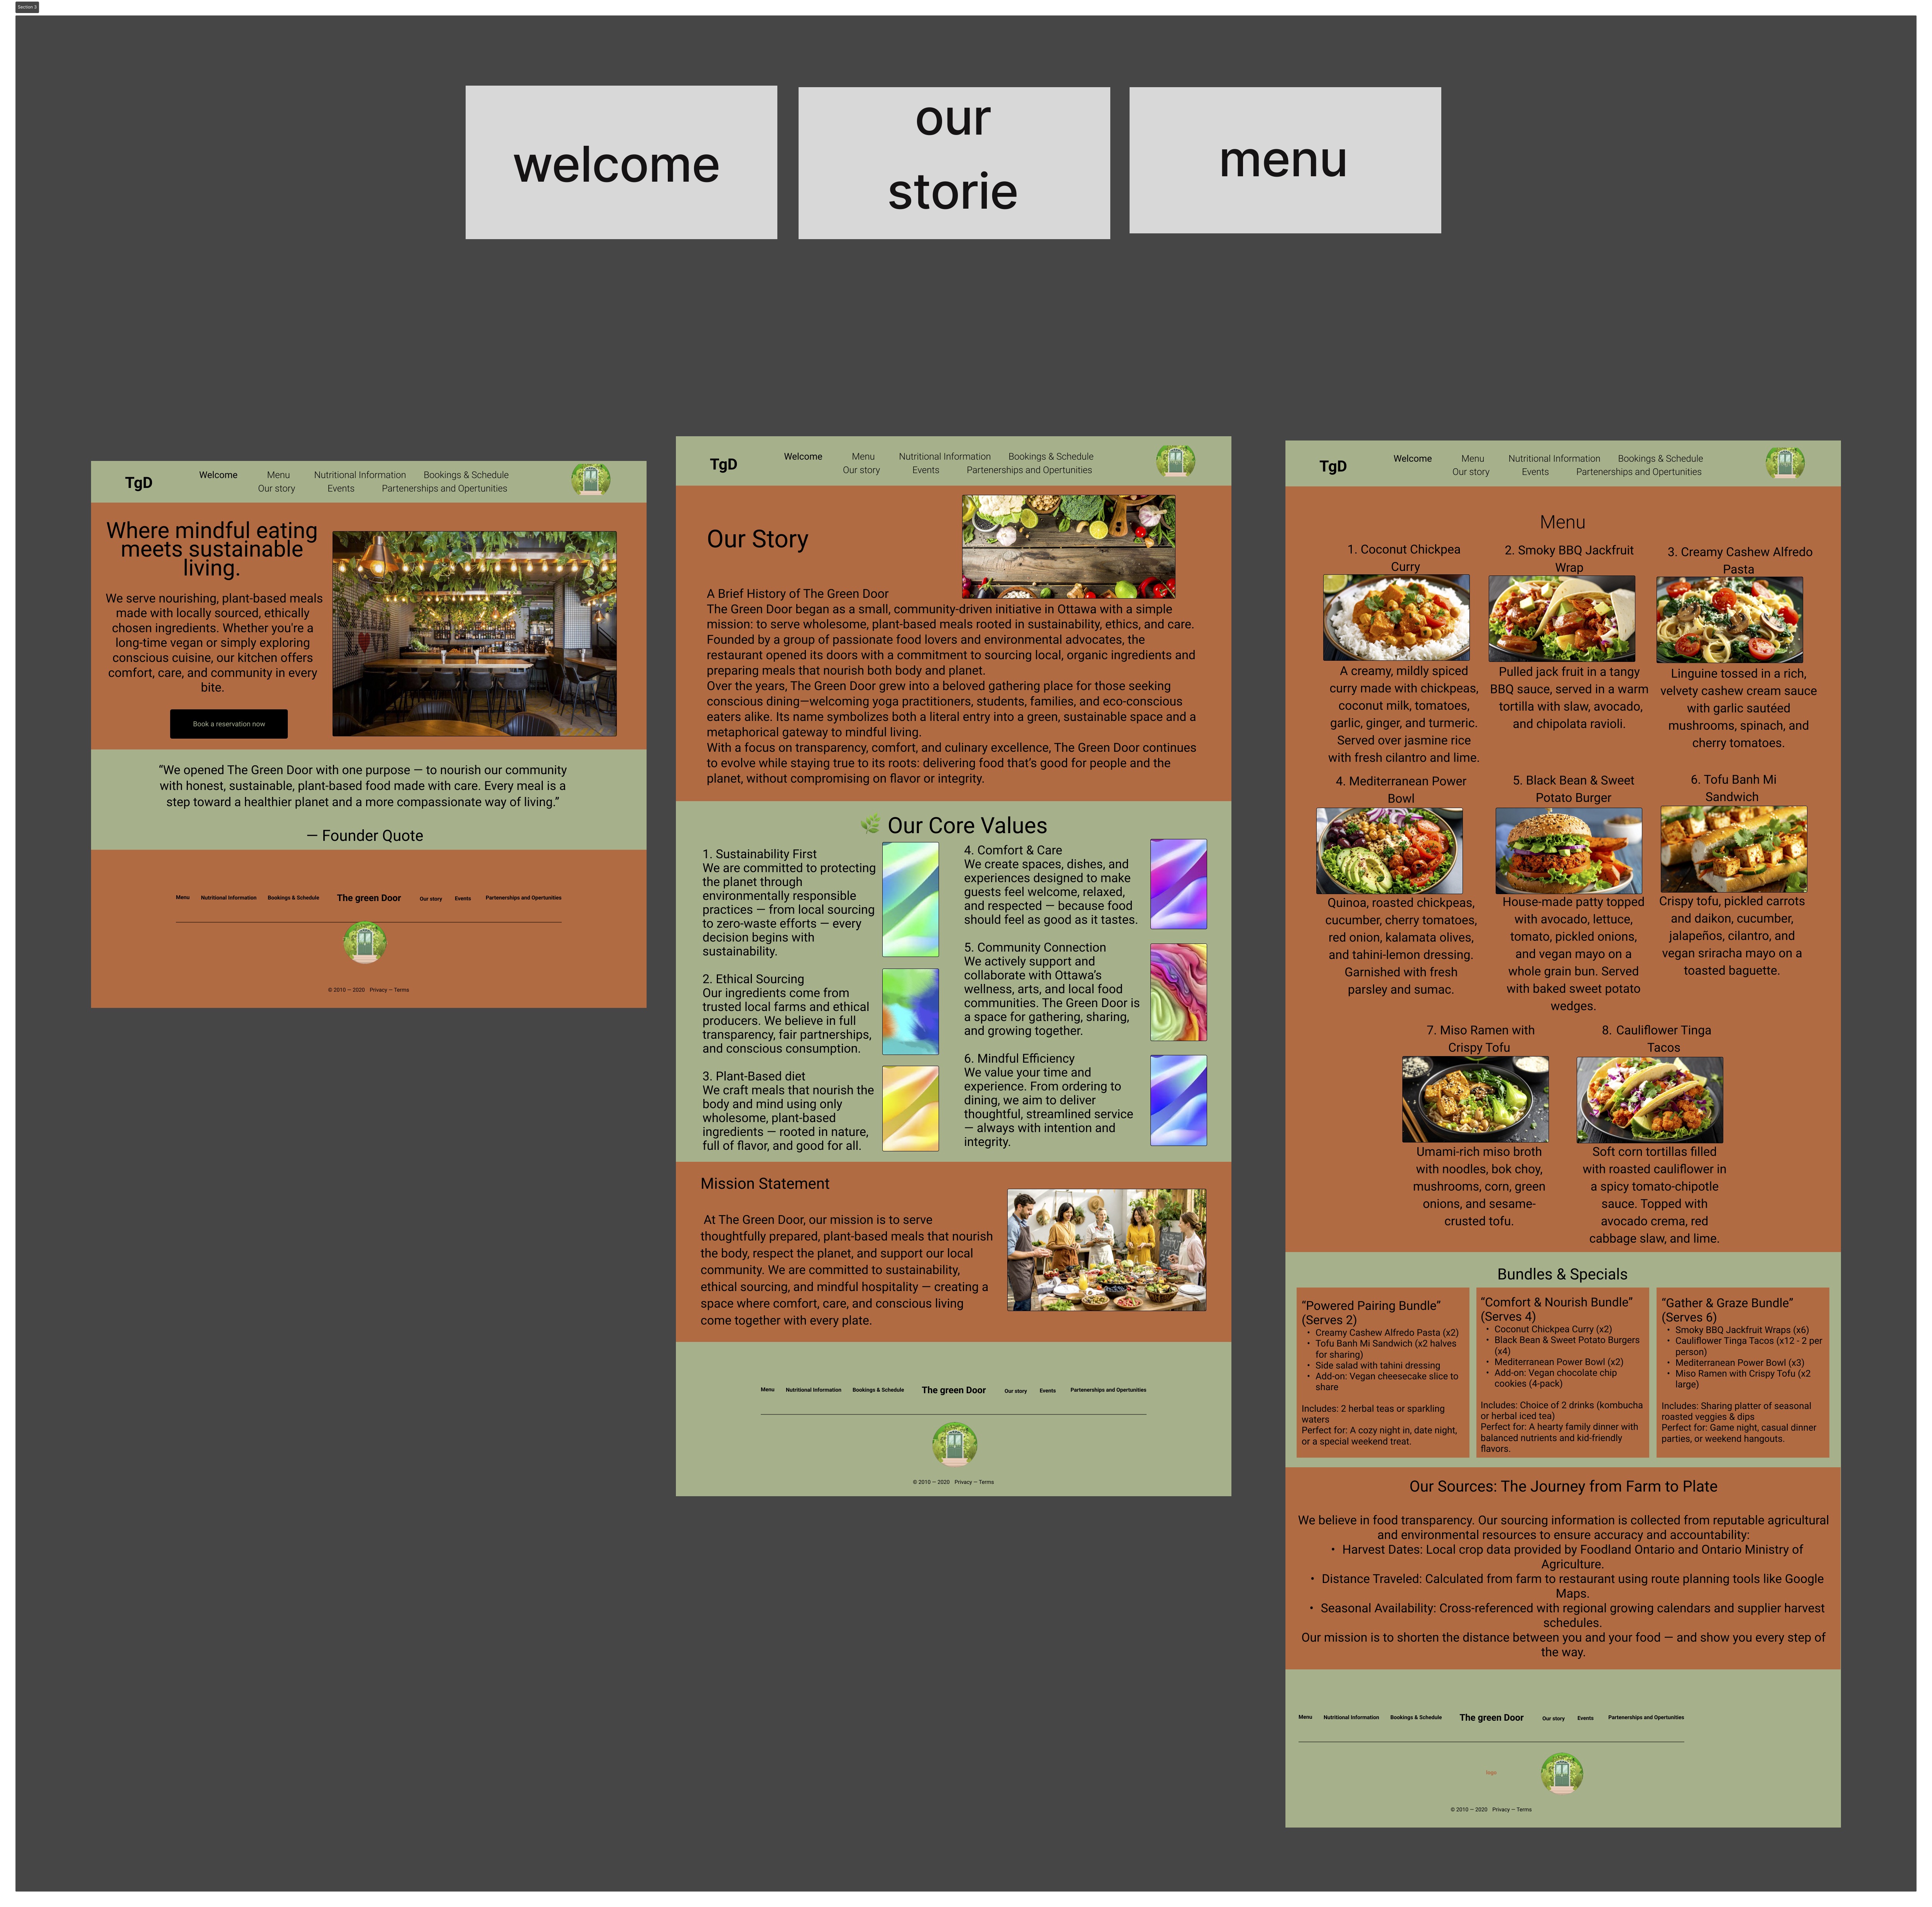 Section 3
welcome
our
storie
menu
TgD
Welcome Menu Nutritional Information Bookings & Schedule
Our story Events Partenerships and Opertunities
Where mindful eating
meets sustainable
living.
We serve nourishing, plant-based meals
made with locally sourced, ethically
chosen ingredients. Whether you're a
long-time vegan or simply exploring
conscious cuisine, our kitchen offers
comfort, care, and community in every
bite.
Book a reservation now
“We opened The Green Door with one purpose — to nourish our community
with honest, sustainable, plant-based food made with care. Every meal is a
step toward a healthier planet and a more compassionate way of living.”
— Founder Quote
Menu Nutritional Information Bookings & Schedule The green Door Our story Events Partenerships and Opertunities
© 2010 — 2020 Privacy — Terms
TgD
Welcome Menu Nutritional Information Bookings & Schedule
Our story Events Partenerships and Opertunities
Our Story
A Brief History of The Green Door
The Green Door began as a small, community-driven initiative in Ottawa with a simple
mission: to serve wholesome, plant-based meals rooted in sustainability, ethics, and care.
Founded by a group of passionate food lovers and environmental advocates, the
restaurant opened its doors with a commitment to sourcing local, organic ingredients and
preparing meals that nourish both body and planet.
Over the years, The Green Door grew into a beloved gathering place for those seeking
conscious dining—welcoming yoga practitioners, students, families, and eco-conscious
eaters alike. Its name symbolizes both a literal entry into a green, sustainable space and a
metaphorical gateway to mindful living.
With a focus on transparency, comfort, and culinary excellence, The Green Door continues
to evolve while staying true to its roots: delivering food that's good for people and the
planet, without compromising on flavor or integrity.
🌿 Our Core Values
1. Sustainability First
We are committed to protecting
the planet through
environmentally responsible
practices — from local sourcing
to zero-waste efforts — every
decision begins with
sustainability.
2. Ethical Sourcing
Our ingredients come from
trusted local farms and ethical
producers. We believe in full
transparency, fair partnerships,
and conscious consumption.
3. Plant-Based diet
We craft meals that nourish the
body and mind using only
wholesome, plant-based
ingredients — rooted in nature,
full of flavor, and good for all.
4. Comfort & Care
We create spaces, dishes, and
experiences designed to make
guests feel welcome, relaxed,
and respected — because food
should feel as good as it tastes.
5. Community Connection
We actively support and
collaborate with Ottawa's
wellness, arts, and local food
communities. The Green Door is
a space for gathering, sharing,
and growing together.
6. Mindful Efficiency
We value your time and
experience. From ordering to
dining, we aim to deliver
thoughtful, streamlined service
— always with intention and
integrity.
Mission Statement
At The Green Door, our mission is to serve
thoughtfully prepared, plant-based meals that nourish
the body, respect the planet, and support our local
community. We are committed to sustainability,
ethical sourcing, and mindful hospitality — creating a
space where comfort, care, and conscious living
come together with every plate.
Menu Nutritional Information Bookings & Schedule The green Door Our story Events Partenerships and Opertunities
© 2010 — 2020 Privacy — Terms
TgD
Welcome Menu Nutritional Information Bookings & Schedule
Our story Events Partenerships and Opertunities
Menu
1. Coconut Chickpea
Curry
A creamy, mildly spiced
curry made with chickpeas,
coconut milk, tomatoes,
garlic, ginger, and turmeric.
Served over jasmine rice
with fresh cilantro and lime.
2. Smoky BBQ Jackfruit
Wrap
Pulled jack fruit in a tangy
BBQ sauce, served in a warm
tortilla with slaw, avocado,
and chipolata ravioli.
3. Creamy Cashew Alfredo
Pasta
Linguine tossed in a rich,
velvety cashew cream sauce
with garlic sautéed
mushrooms, spinach, and
cherry tomatoes.
4. Mediterranean Power
Bowl
Quinoa, roasted chickpeas,
cucumber, cherry tomatoes,
red onion, kalamata olives,
and tahini-lemon dressing.
Garnished with fresh
parsley and sumac.
5. Black Bean & Sweet
Potato Burger
House-made patty topped
with avocado, lettuce,
tomato, pickled onions,
and vegan mayo on a
whole grain bun. Served
with baked sweet potato
wedges.
6. Tofu Banh Mi
Sandwich
Crispy tofu, pickled carrots
and daikon, cucumber,
jalapeños, cilantro, and
vegan sriracha mayo on a
toasted baguette.
7. Miso Ramen with
Crispy Tofu
Umami-rich miso broth
with noodles, bok choy,
mushrooms, corn, green
onions, and sesame-
crusted tofu.
8. Cauliflower Tinga
Tacos
Soft corn tortillas filled
with roasted cauliflower in
a spicy tomato-chipotle
sauce. Topped with
avocado crema, red
cabbage slaw, and lime.
Bundles & Specials
“Powered Pairing Bundle”
(Serves 2)
• Creamy Cashew Alfredo Pasta (x2)
• Tofu Banh Mi Sandwich (x2 halves
for sharing)
• Side salad with tahini dressing
• Add-on: Vegan cheesecake slice to
share
Includes: 2 herbal teas or sparkling
waters
Perfect for: A cozy night in, date night,
or a special weekend treat.
“Comfort & Nourish Bundle”
(Serves 4)
• Coconut Chickpea Curry (x2)
• Black Bean & Sweet Potato Burgers
(x4)
• Mediterranean Power Bowl (x2)
• Add-on: Vegan chocolate chip
cookies (4-pack)
Includes: Choice of 2 drinks (kombucha
or herbal iced tea)
Perfect for: A hearty family dinner with
balanced nutrients and kid-friendly
flavors.
“Gather & Graze Bundle”
(Serves 6)
• Smoky BBQ Jackfruit Wraps (x6)
• Cauliflower Tinga Tacos (x12 - 2 per
person)
• Mediterranean Power Bowl (x3)
• Miso Ramen with Crispy Tofu (x2
large)
Includes: Sharing platter of seasonal
roasted veggies & dips
Perfect for: Game night, casual dinner
parties, or weekend hangouts.
Our Sources: The Journey from Farm to Plate
We believe in food transparency. Our sourcing information is collected from reputable agricultural
and environmental resources to ensure accuracy and accountability:
• Harvest Dates: Local crop data provided by Foodland Ontario and Ontario Ministry of
Agriculture.
• Distance Traveled: Calculated from farm to restaurant using route planning tools like Google
Maps.
• Seasonal Availability: Cross-referenced with regional growing calendars and supplier harvest
schedules.
Our mission is to shorten the distance between you and your food — and show you every step of
the way.
Menu Nutritional Information Bookings & Schedule The green Door Our story Events Partenerships and Opertunities
© 2010 — 2020 Privacy — Terms